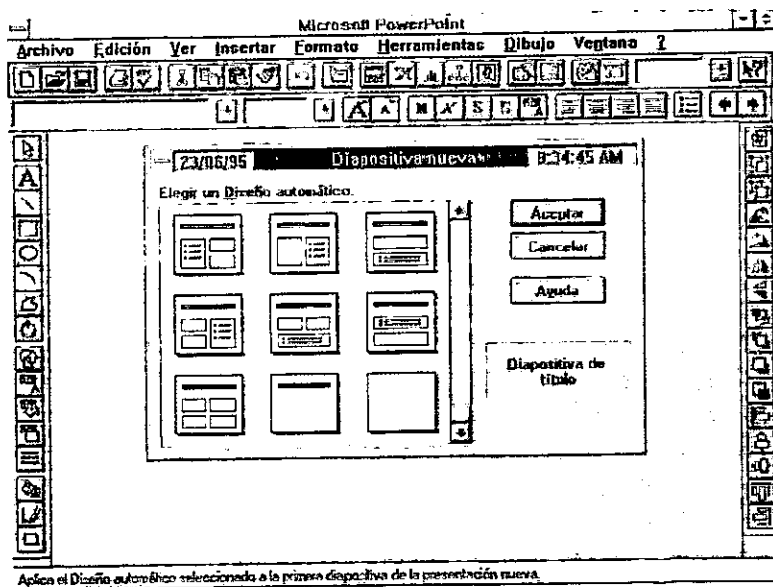 Microsoft PowerPoint
Archivo Edición Ver Insertar Formato Herramientas Dibujo Ventana ?
23/06/95 Diapositiva nueva 8:34:45 AM
Elegir un Diseño automático.
Aceptar
Cancelar
Ayuda
Diapositiva de
título
Aplica el Diseño automático seleccionado a la primera diapositiva de la presentación nueva.